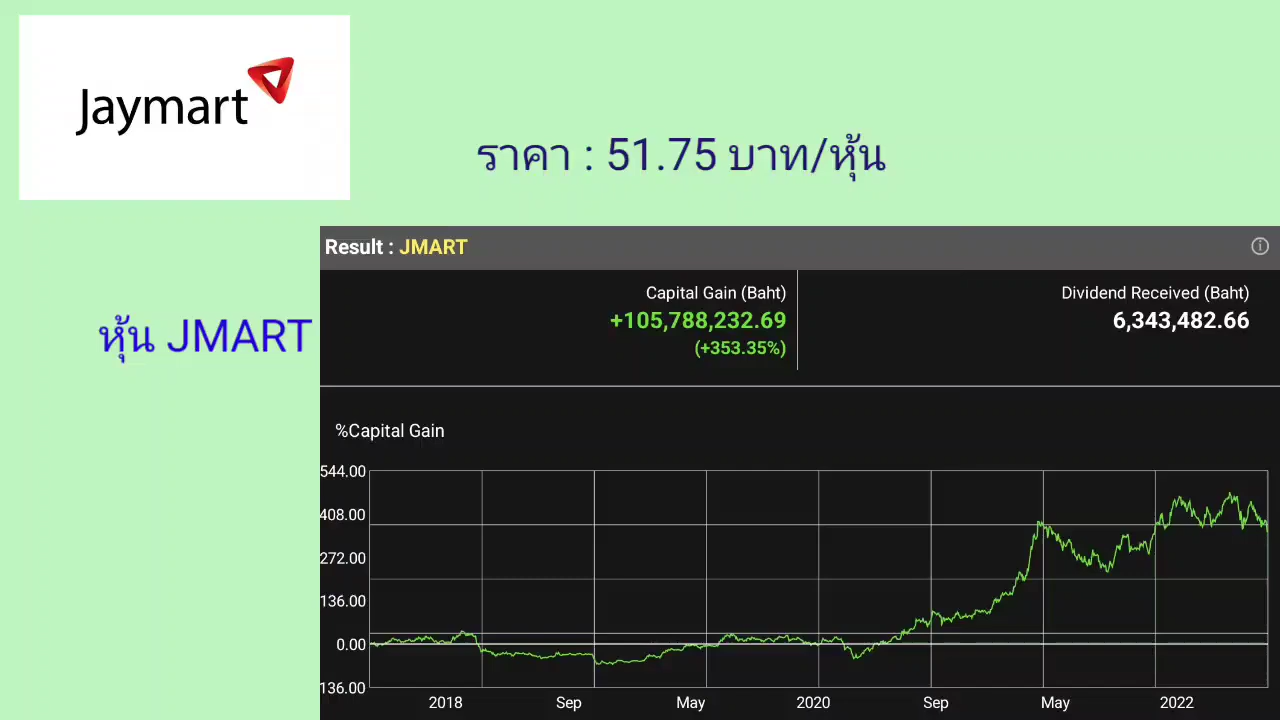 Jaymart
ราคา : 51.75 บาท/หุ้น
หุ้น JMART
Result : JMART
Capital Gain (Baht)
+105,788,232.69
(+353.35%)
Dividend Received (Baht)
6,343,482.66
%Capital Gain
544.00
408.00
272.00
136.00
0.00
136.00
2018 Sep May 2020 Sep May 2022